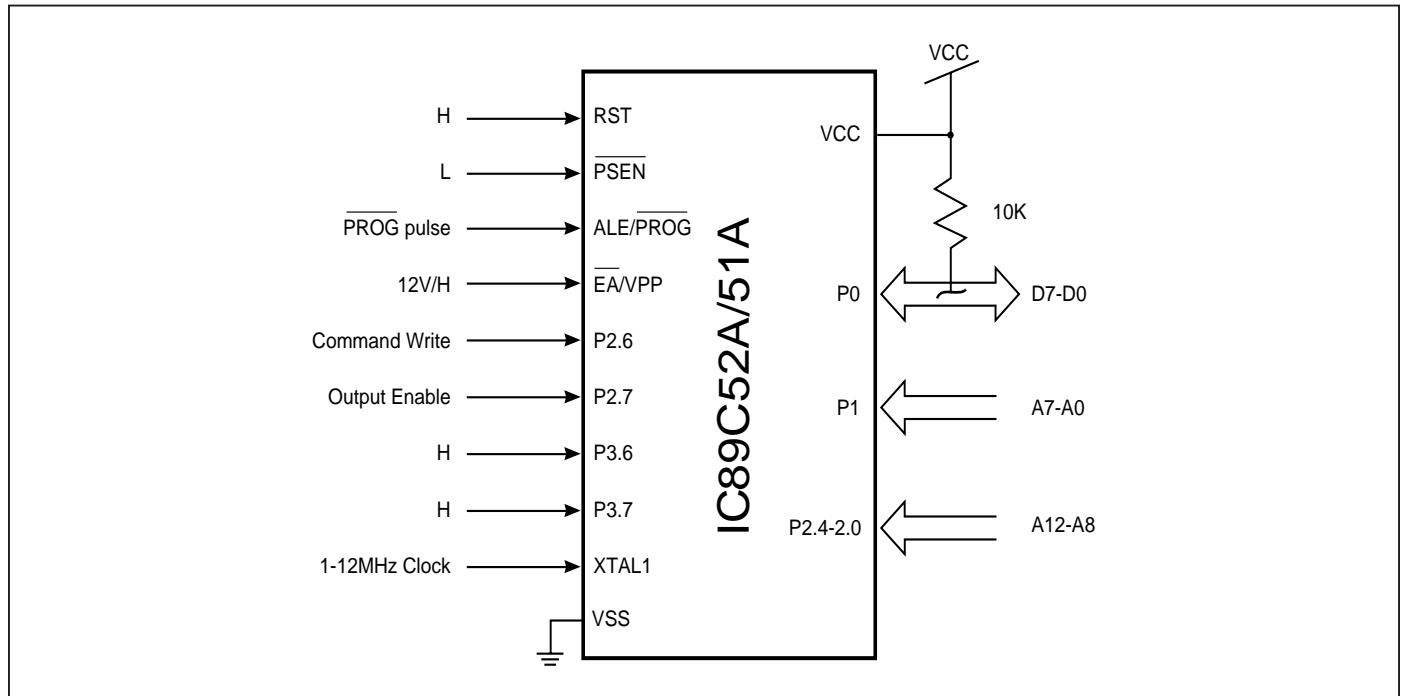 VCC
H
RST
VCC
L
PSEN
10K
PROG pulse
ALE/PROG
12V/H
EA/VPP
P0
D7-D0
Command Write
P2.6
Output Enable
P2.7
P1
A7-A0
H
P3.6
H
P3.7
P2.4-2.0
A12-A8
1-12MHz Clock
XTAL1
VSS
IC89C52A/51A